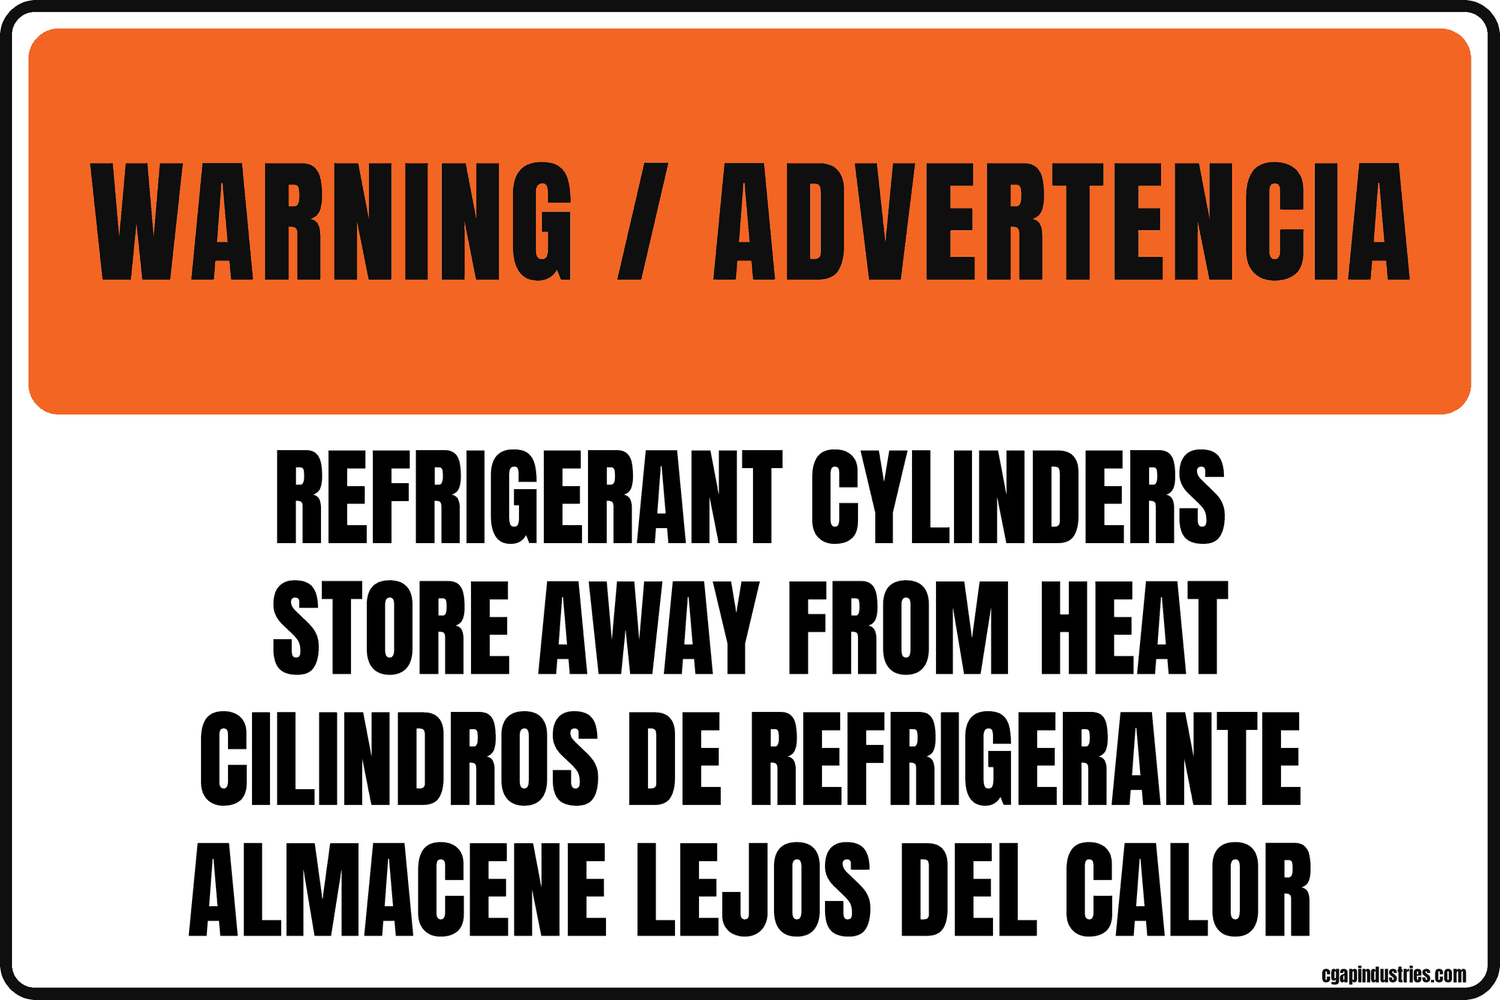 WARNING / ADVERTENCIA
REFRIGERANT CYLINDERS
STORE AWAY FROM HEAT
CILINDROS DE REFRIGERANTE
ALMACENE LEJOS DEL CALOR
cgapindustries.com